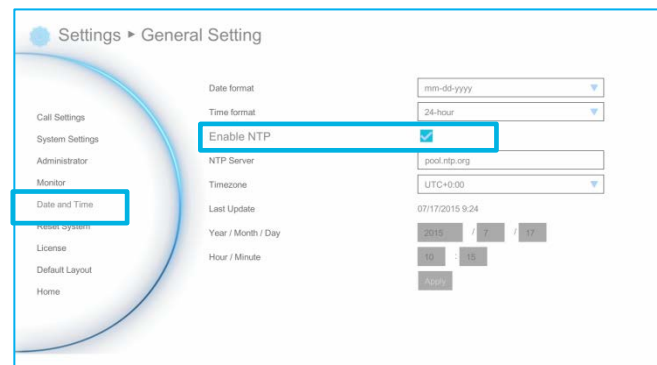 Settings ▸ General Setting
Call Settings
System Settings
Administrator
Monitor
Date and Time
Reset System
License
Default Layout
Home
Date format mm-dd-yyyy
Time format 24-hour
Enable NTP
NTP Server pool.ntp.org
Timezone UTC+0:00
Last Update 07/17/2015 9:24
Year / Month / Day 2015 / 7 / 17
Hour / Minute 10 : 15
Apply